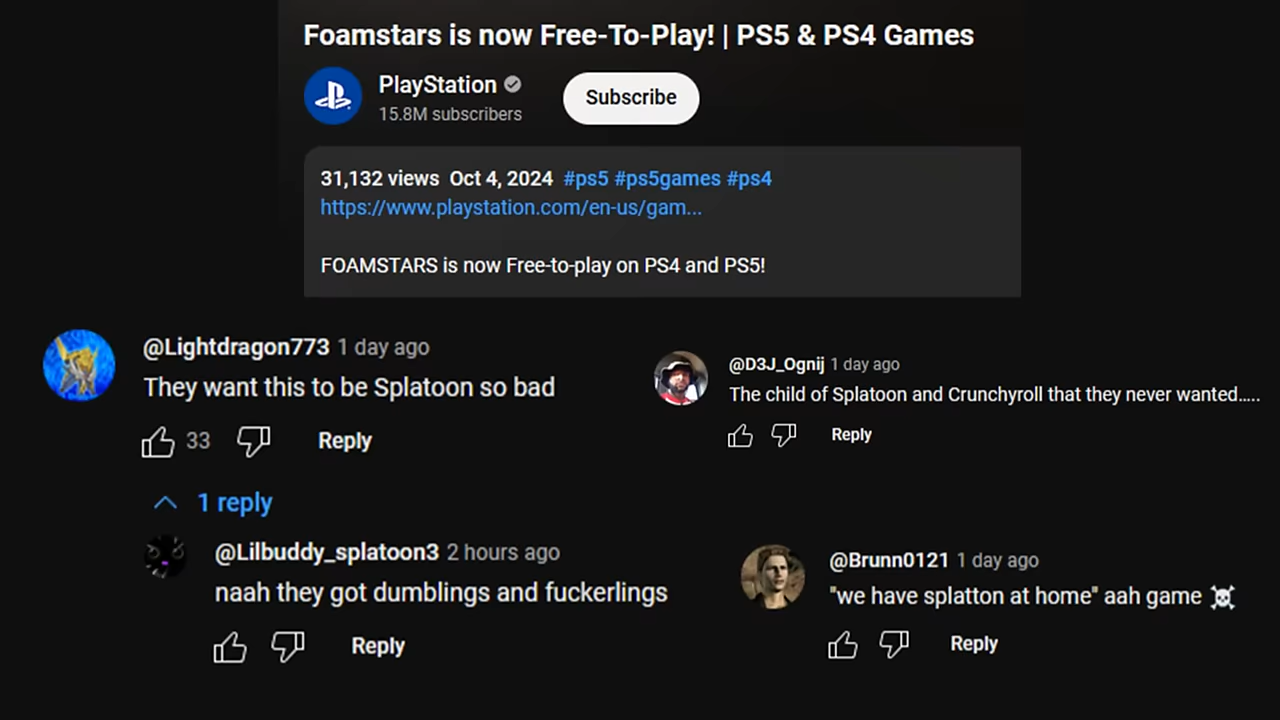 Foamstars is now Free-To-Play! | PS5 & PS4 Games
PlayStation
15.8M subscribers
Subscribe
31,132 views Oct 4, 2024 #ps5 #ps5games #ps4
https://www.playstation.com/en-us/gam...
FOAMSTARS is now Free-to-play on PS4 and PS5!
@Lightdragon773 1 day ago
They want this to be Splatoon so bad
33 Reply
1 reply
@Lilbuddy_splatoon3 2 hours ago
naah they got dumblings and fuckerlings
Reply
@D3J_Ognij 1 day ago
The child of Splatoon and Crunchyroll that they never wanted.....
Reply
@Brunn0121 1 day ago
"we have splatton at home" aah game ☠️
Reply